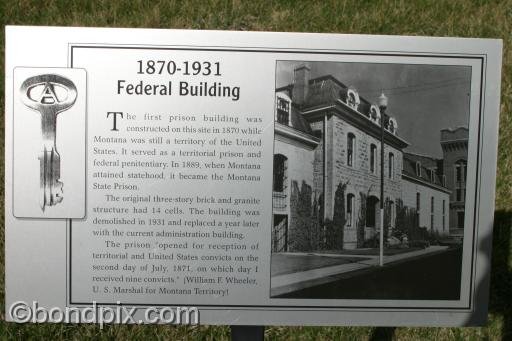 1870-1931
Federal Building
The first prison building was
constructed on this site in 1870 while
Montana was still a territory of the United
States. It served as a territorial prison and
federal penitentiary. In 1889, when Montana
attained statehood, it became the Montana
State Prison.
The original three-story brick and granite
structure had 14 cells. The building was
demolished in 1931 and replaced a year later
with the current administration building.
The prison "opened for reception of
territorial and United States convicts on the
second day of July, 1871, on which day I
received nine convicts." [William F. Wheeler,
U. S. Marshal for Montana Territory]
©bondpix.com©